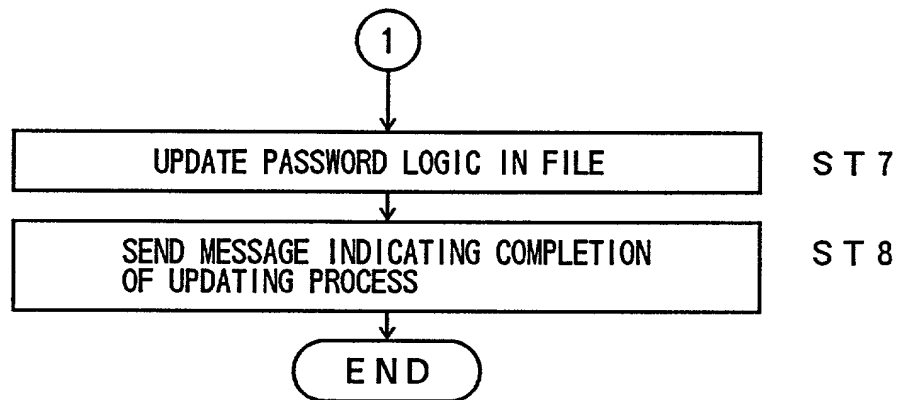 1
UPDATE PASSWORD LOGIC IN FILE ST7
SEND MESSAGE INDICATING COMPLETION ST8
OF UPDATING PROCESS
END